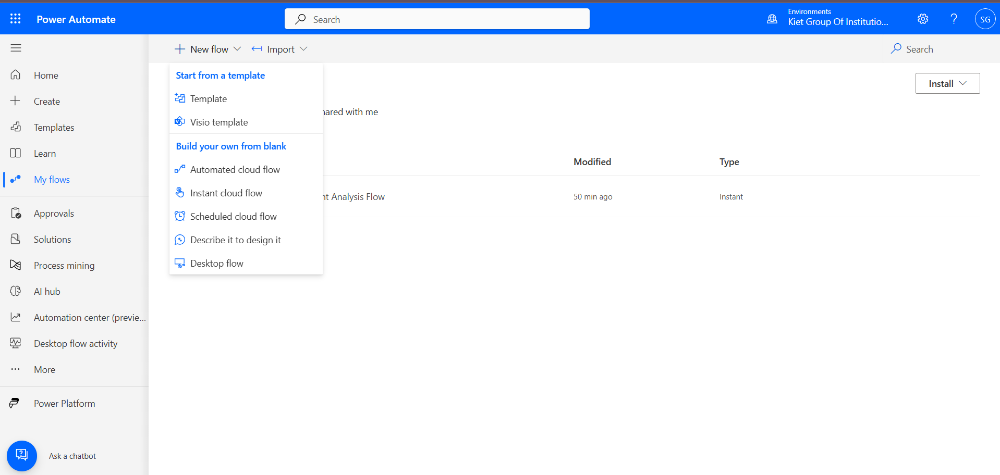 Power Automate
Search
Environments
Kiet Group Of Institutio...
SG
New flow
Import
Search
Home
Create
Templates
Learn
My flows
Approvals
Solutions
Process mining
AI hub
Automation center (previe...
Desktop flow activity
More
Power Platform
Ask a chatbot
Start from a template
Template
Visio template
Build your own from blank
Automated cloud flow
Instant cloud flow
Scheduled cloud flow
Describe it to design it
Desktop flow
Install
with me
Modified
Type
Analysis Flow
50 min ago
Instant